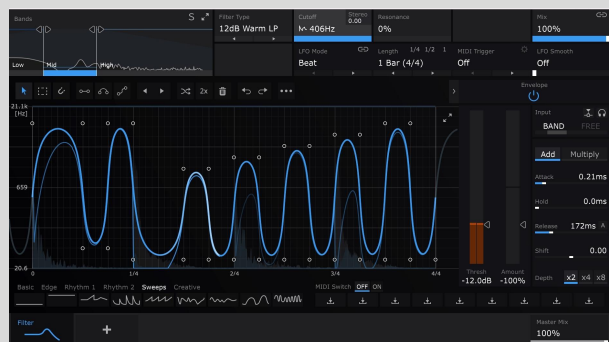 Bands
S
Low
Mid
High
Filter Type
12dB Warm LP
Cutoff
Stereo
0.00
406Hz
Resonance
0%
Mix
100%
LFO Mode
Beat
Length 1/4 1/2 1
1 Bar (4/4)
MIDI Trigger
Off
LFO Smooth
Off
2x
Envelope
21.1k
[Hz]
659
20.6
0
1/4
2/4
3/4
4/4
Input
BAND FREE
Add Multiply
Attack 0.21ms
Hold 0.0ms
Release 172ms A
Shift 0.00
Depth x2 x4 x8
Thresh
-12.0dB
Amount
-100%
Basic Edge Rhythm 1 Rhythm 2 Sweeps Creative
MIDI Switch OFF ON
Filter
+
Master Mix
100%